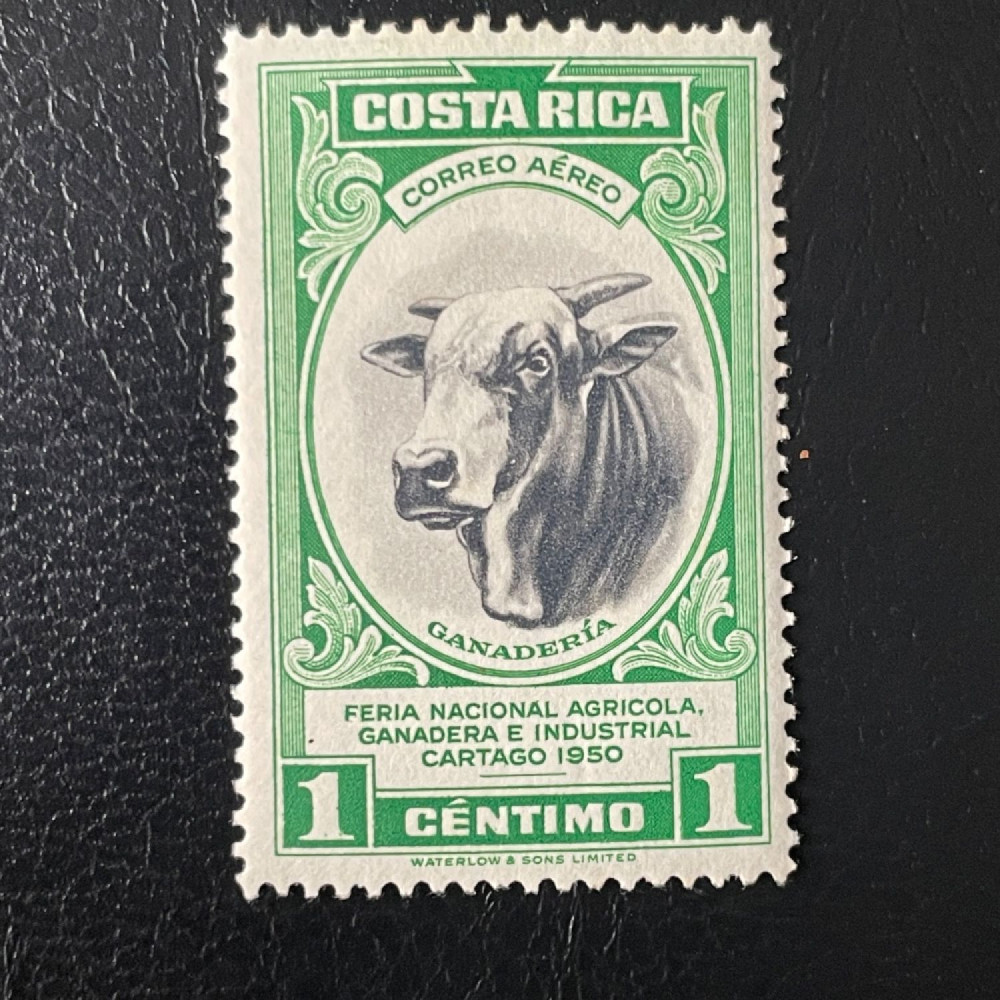 COSTA RICA
CORREO AÉREO
GANADERÍA
FERIA NACIONAL AGRICOLA,
GANADERA E INDUSTRIAL
CARTAGO 1950
1 CÉNTIMO 1
WATERLOW & SONS LIMITED